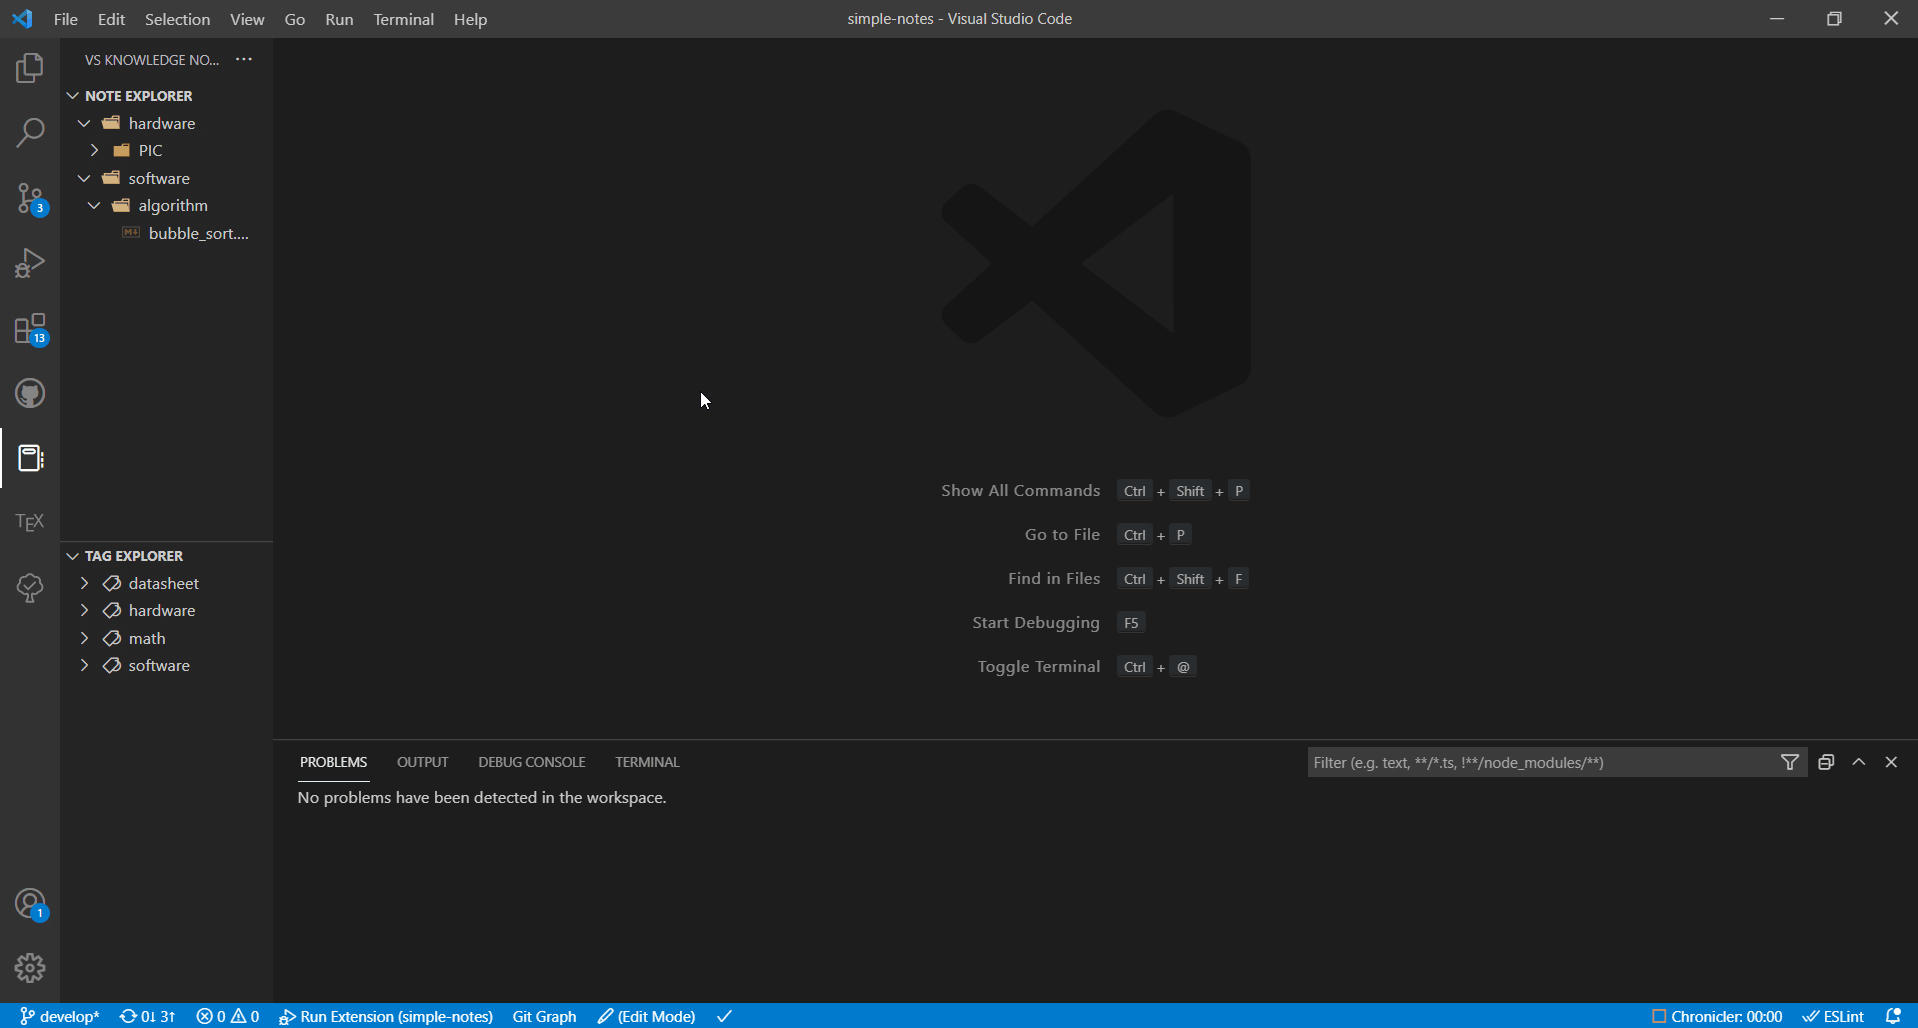 File Edit Selection View Go Run Terminal Help
simple-notes - Visual Studio Code
VS KNOWLEDGE NO... ...
NOTE EXPLORER
hardware
PIC
software
algorithm
M↓ bubble_sort....
3
13
TEX
TAG EXPLORER
datasheet
hardware
math
software
1
Show All Commands Ctrl + Shift + P
Go to File Ctrl + P
Find in Files Ctrl + Shift + F
Start Debugging F5
Toggle Terminal Ctrl + @
PROBLEMS OUTPUT DEBUG CONSOLE TERMINAL
Filter (e.g. text, **/*.ts, !**/node_modules/**)
No problems have been detected in the workspace.
develop* 0↓ 3↑ 0 0 Run Extension (simple-notes) Git Graph (Edit Mode)
Chronicler: 00:00 ESLint